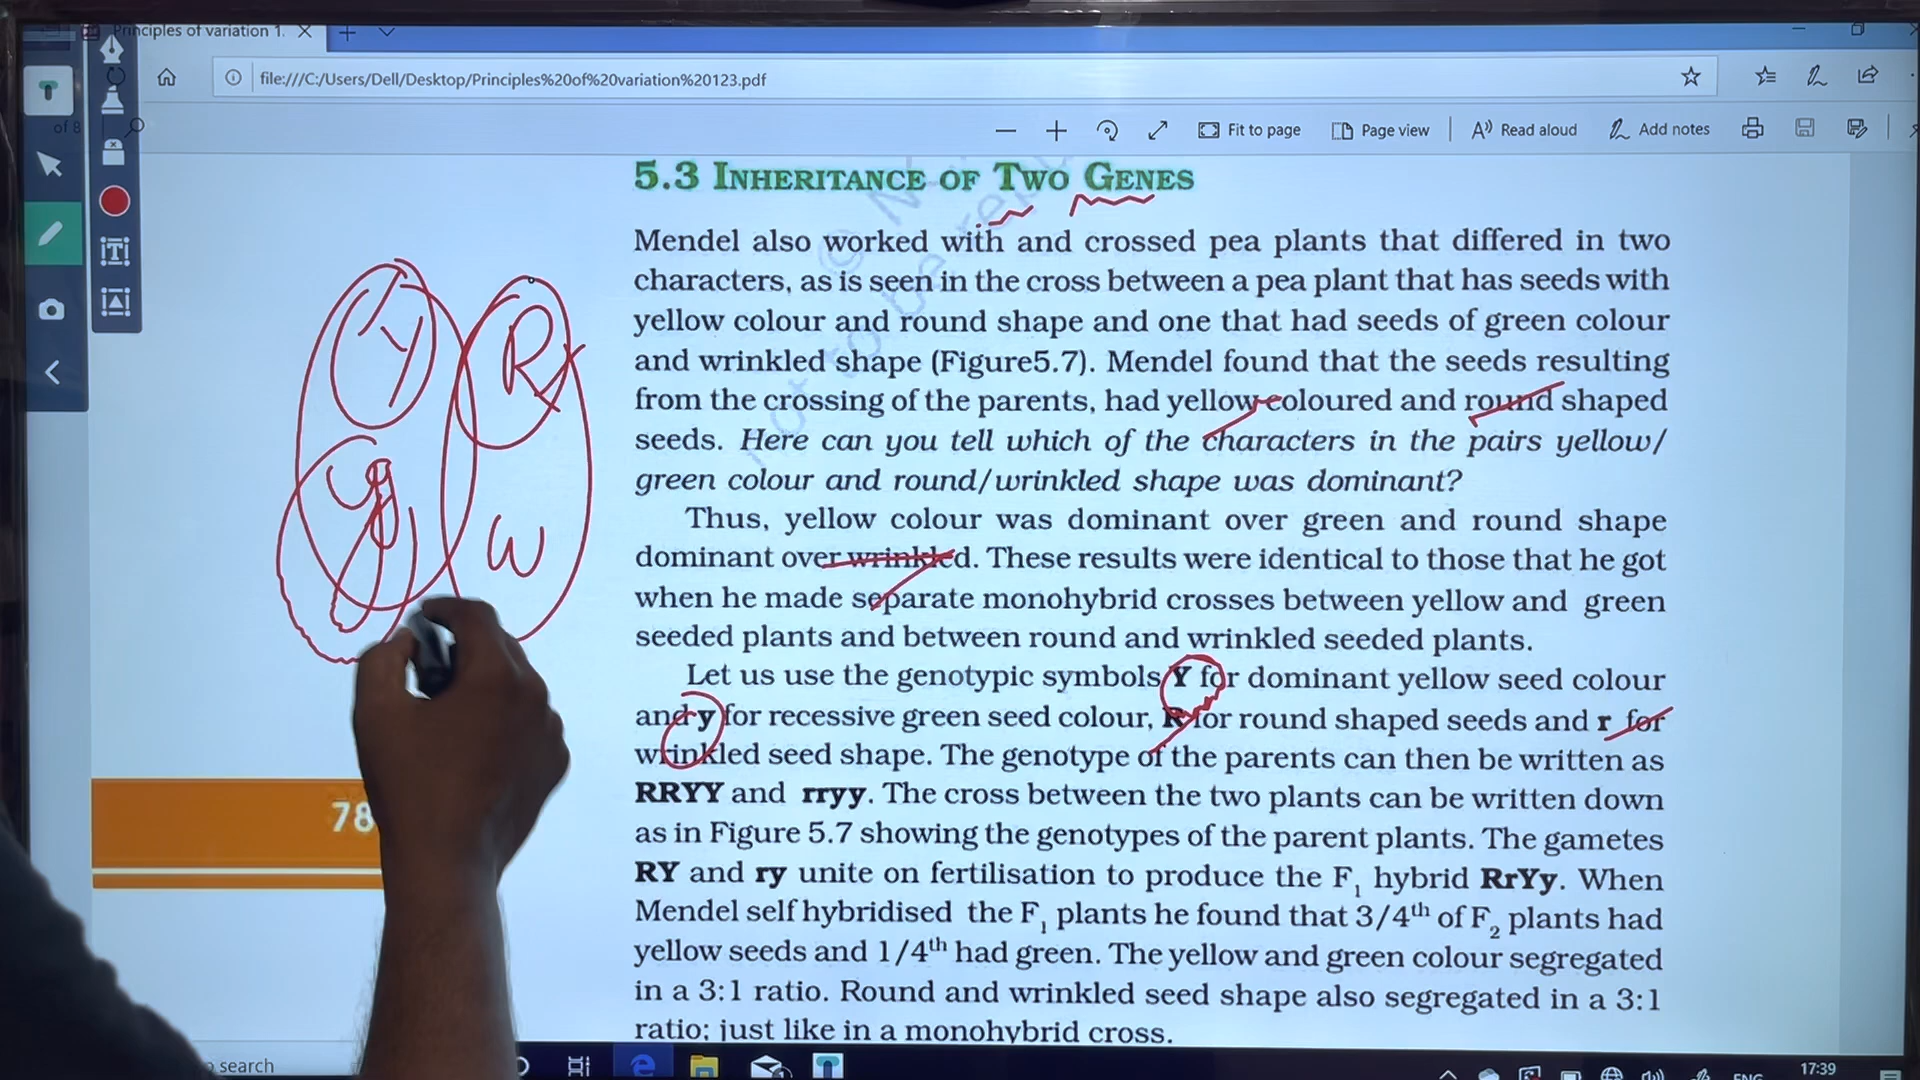 Principles of variation 1.
file:///C:/Users/Dell/Desktop/Principles%20of%20variation%20123.pdf
of 8
Fit to page
Page view
Read aloud
Add notes
5.3 INHERITANCE OF TWO GENES
Mendel also worked with and crossed pea plants that differed in two
characters, as is seen in the cross between a pea plant that has seeds with
yellow colour and round shape and one that had seeds of green colour
and wrinkled shape (Figure5.7). Mendel found that the seeds resulting
from the crossing of the parents, had yellow coloured and round shaped
seeds. Here can you tell which of the characters in the pairs yellow/
green colour and round/wrinkled shape was dominant?
Thus, yellow colour was dominant over green and round shape
dominant over wrinkled. These results were identical to those that he got
when he made separate monohybrid crosses between yellow and green
seeded plants and between round and wrinkled seeded plants.
Let us use the genotypic symbols Y for dominant yellow seed colour
and y for recessive green seed colour, R for round shaped seeds and r for
wrinkled seed shape. The genotype of the parents can then be written as
RRYY and rryy. The cross between the two plants can be written down
as in Figure 5.7 showing the genotypes of the parent plants. The gametes
RY and ry unite on fertilisation to produce the F1 hybrid RrYy. When
Mendel self hybridised the F1 plants he found that 3/4th of F2 plants had
yellow seeds and 1/4th had green. The yellow and green colour segregated
in a 3:1 ratio. Round and wrinkled seed shape also segregated in a 3:1
ratio; just like in a monohybrid cross.
Y R
g W
78
search
ENG
17:39